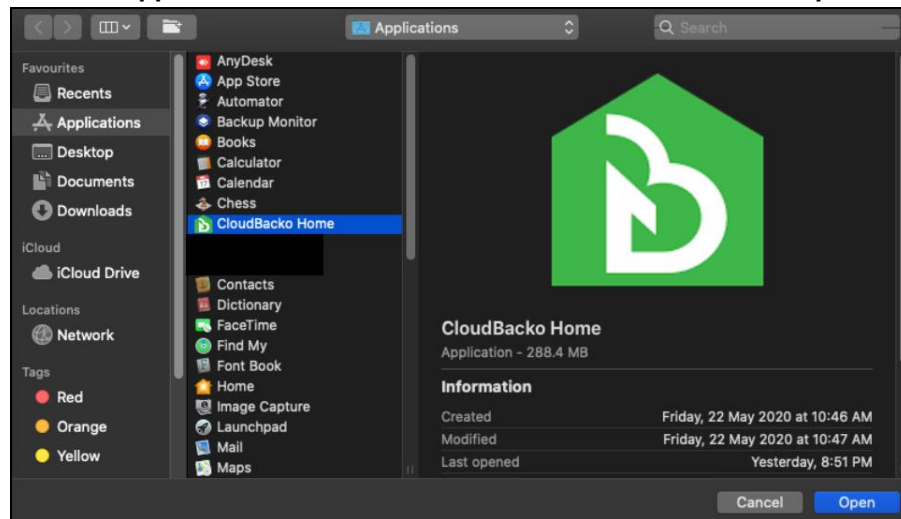 Applications
Search
Favourites
Recents
Applications
Desktop
Documents
Downloads
iCloud
iCloud Drive
Locations
Network
Tags
Red
Orange
Yellow
AnyDesk
App Store
Automator
Backup Monitor
Books
Calculator
Calendar
Chess
CloudBacko Home
Contacts
Dictionary
FaceTime
Find My
Font Book
Home
Image Capture
Launchpad
Mail
Maps
CloudBacko Home
Application - 288.4 MB
Information
Created Friday, 22 May 2020 at 10:46 AM
Modified Friday, 22 May 2020 at 10:47 AM
Last opened Yesterday, 8:51 PM
Cancel Open